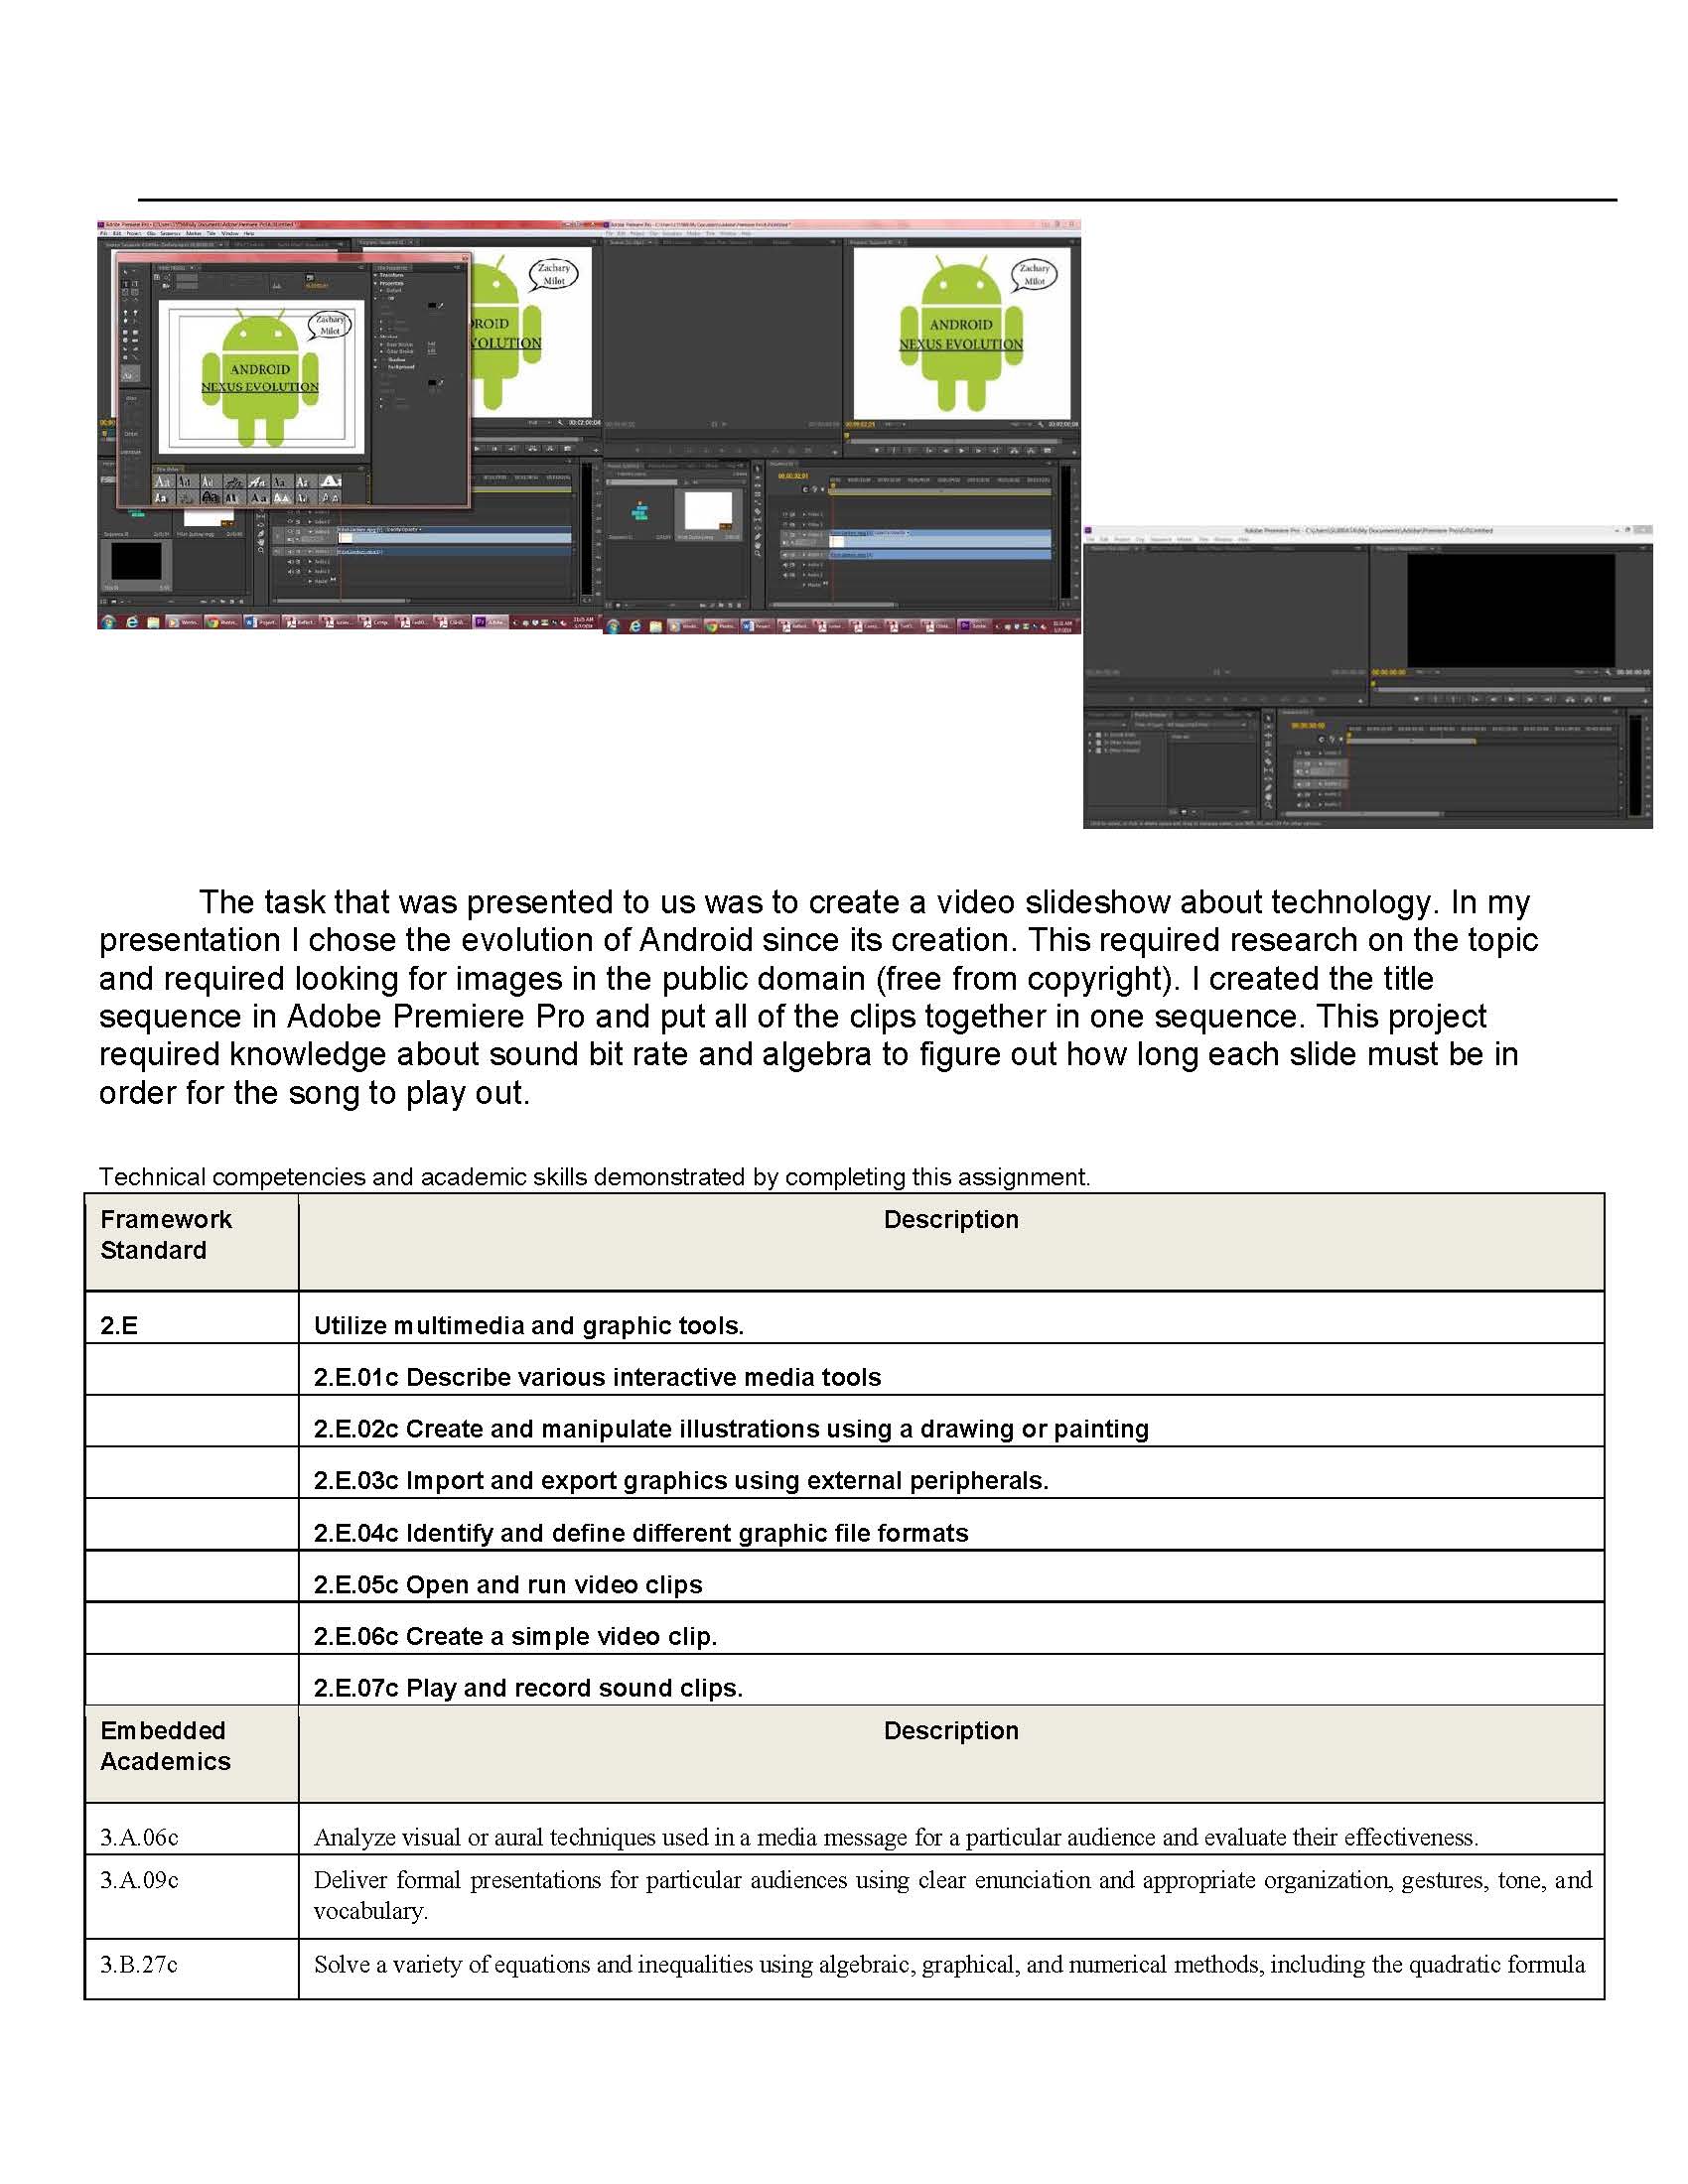 Zachary
Milot
ANDROID
NEXUS EVOLUTION
Zachary
Milot
ROID
VOLUTION
Zachary
Milot
ANDROID
NEXUS EVOLUTION
The task that was presented to us was to create a video slideshow about technology. In my
presentation I chose the evolution of Android since its creation. This required research on the topic
and required looking for images in the public domain (free from copyright). I created the title
sequence in Adobe Premiere Pro and put all of the clips together in one sequence. This project
required knowledge about sound bit rate and algebra to figure out how long each slide must be in
order for the song to play out.
Technical competencies and academic skills demonstrated by completing this assignment.
Framework Description
Standard
2.E Utilize multimedia and graphic tools.
2.E.01c Describe various interactive media tools
2.E.02c Create and manipulate illustrations using a drawing or painting
2.E.03c Import and export graphics using external peripherals.
2.E.04c Identify and define different graphic file formats
2.E.05c Open and run video clips
2.E.06c Create a simple video clip.
2.E.07c Play and record sound clips.
Embedded Description
Academics
3.A.06c Analyze visual or aural techniques used in a media message for a particular audience and evaluate their effectiveness.
3.A.09c Deliver formal presentations for particular audiences using clear enunciation and appropriate organization, gestures, tone, and
vocabulary.
3.B.27c Solve a variety of equations and inequalities using algebraic, graphical, and numerical methods, including the quadratic formula